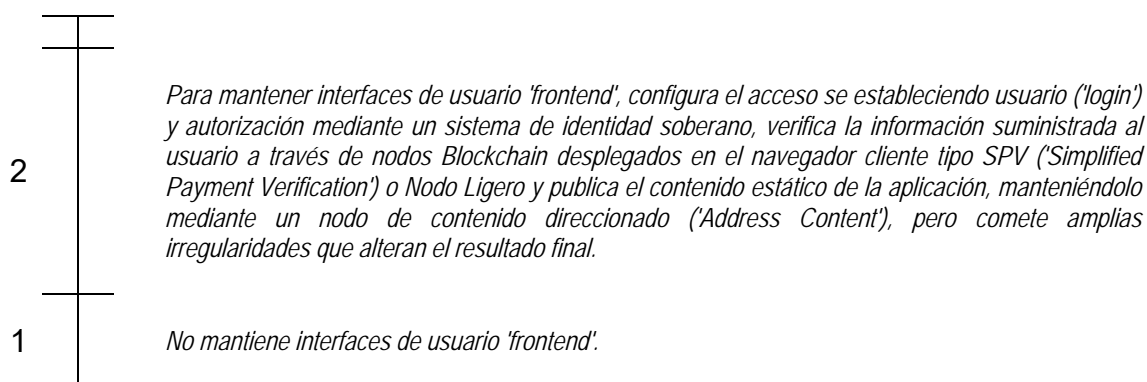 Para mantener interfaces de usuario 'frontend', configura el acceso se estableciendo usuario ('login')
y autorización mediante un sistema de identidad soberano, verifica la información suministrada al
2
usuario a través de nodos Blockchain desplegados en el navegador cliente tipo SPV ('Simplified
Payment Verification') o Nodo Ligero y publica el contenido estático de la aplicación, manteniéndolo
mediante un nodo de contenido direccionado ('Address Content'), pero comete amplias
irregularidades que alteran el resultado final.
1
No mantiene interfaces de usuario 'frontend'.